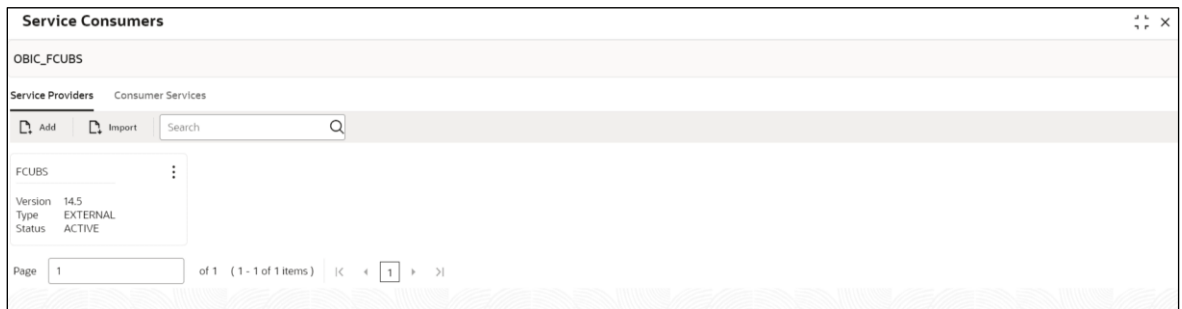 Service Consumers
OBIC_FCUBS
Service Providers Consumer Services
Add Import Search
FCUBS
Version 14.5
Type EXTERNAL
Status ACTIVE
Page 1 of 1 ( 1 - 1 of 1 items ) 1